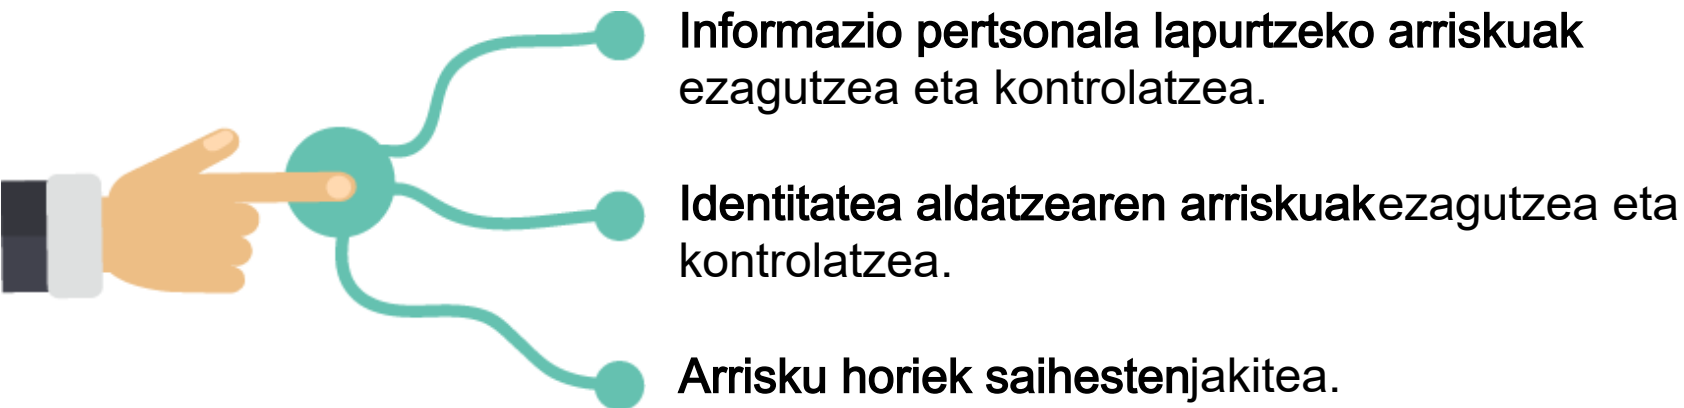 Informazio pertsonala lapurtzeko arriskuak
ezagutzea eta kontrolatzea.
Identitatea aldatzearen arriskuakezagutzea eta
kontrolatzea.
Arrisku horiek saihestenjakitea.